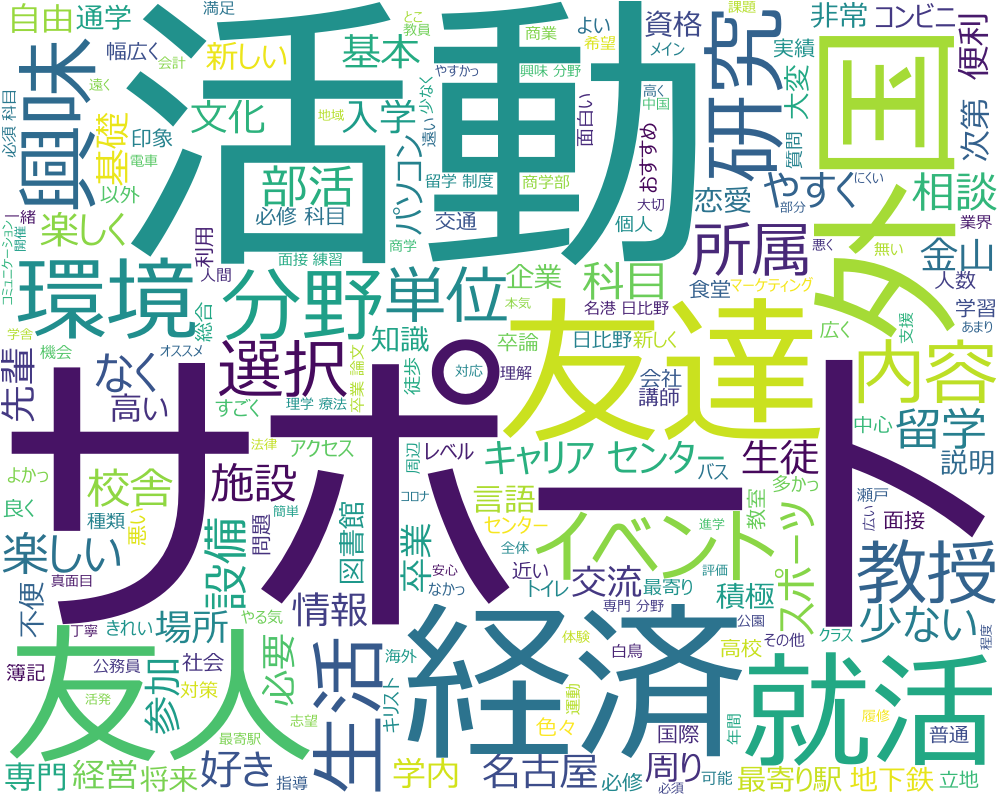 活動
サポート
友達
経済
友人
外
国
就活
環境
興味
研究
分野
単位
イベント
教授
内容
生活
選択
所属
部活
文化
入学
自由
通学
満足
幅広く
会計
新しい
やすかっ
基本
とこ
教員
商業
よい
希望
資格
課題
メイン
非常
実績
コンビニ
便利
必須 科目
遠く
基礎
印象
電車
地域
以外
楽しく
一緒
コミュニケーション
開催
利用
人間
必修 科目
商学
面接 練習
総合
パソコン
交通
留学 制度
遠い
少なく
興味 分野
商学部
面白い
おすすめ
高く
中国
大切
個人
大変
質問
恋愛
やすく
にくい
部分
次第
相談
業界
悪く
無い
金山
人数
食堂
マーケティング
科目
企業
本気
名港 日比野
知識
学舎
機会
オススメ
先輩
なく
高い
すごく
卒業 論文
徒歩
理学 療法
対応
卒論
理解
日比野
新しく
会社
講師
広く
支援
学習
あまり
留学
中心
説明
アクセス
周辺
レベル
キャリア センター
バス
生徒
多かっ
教室
瀬戸
広い
面接
法律
施設
校舎
よかっ
良く
種類
悪い
問題
設備
簡単
図書館
コロナ
卒業
言語
センター
全体
進学
近い
トイレ
評価
最寄り
安心
なかっ
交流
専門 分野
積極
スポーツ
少ない
楽しい
真面目
不便
丁寧
きれい
やる気
場所
情報
公園
クラス
程度
簿記
公務員
社会
参加
対策
必要
海外
キリスト
体験
白鳥
高校
その他
活発
志望
運動
色々
国際
年間
履修
普通
最寄駅
専門
経営
将来
好き
指導
学内
名古屋
必修
周り
必須
可能
最寄り駅
地下鉄
立地